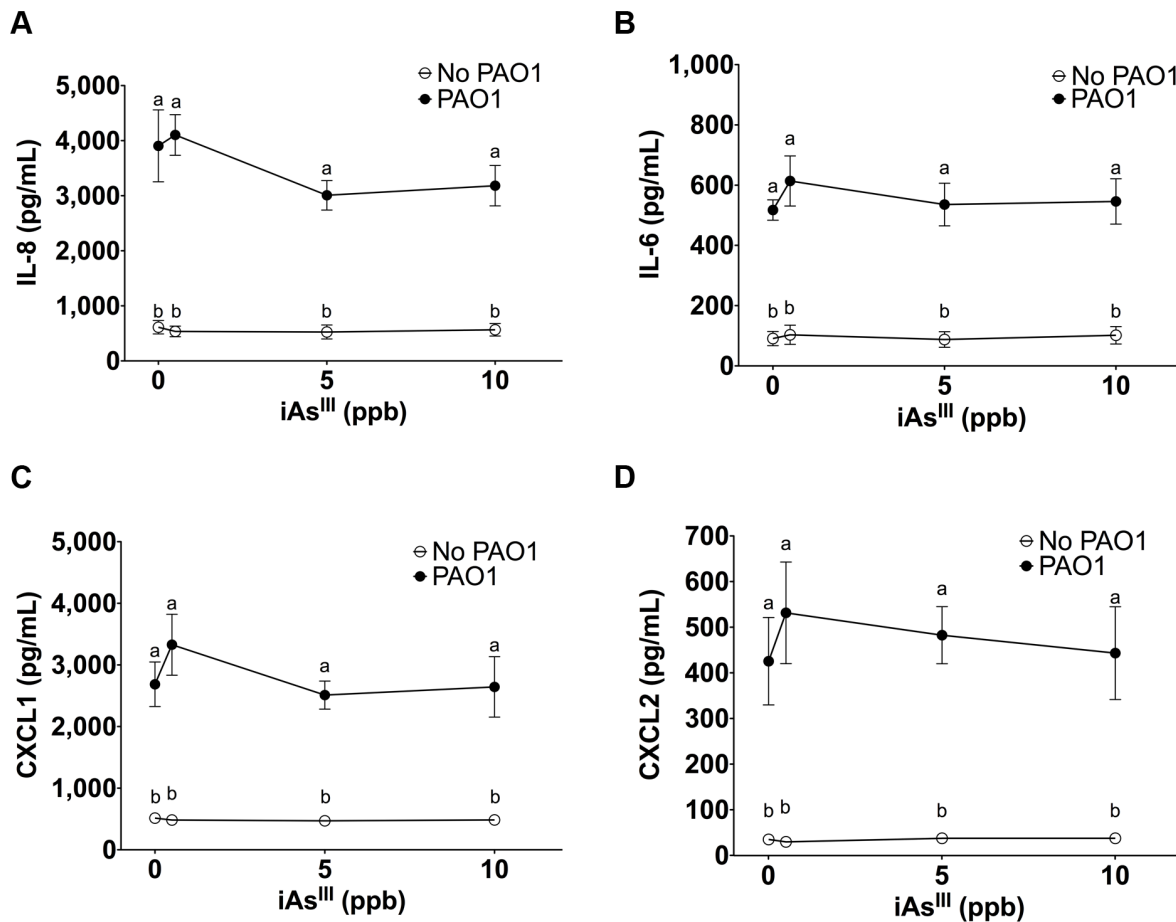 A
No PAO1
PAO1
5,000
4,000
3,000
2,000
1,000
0
IL-8 (pg/mL)
a a a a
b b b b
0 5 10
iAsIII (ppb)
B
No PAO1
PAO1
1,000
800
600
400
200
0
IL-6 (pg/mL)
a a a a
b b b b
0 5 10
iAsIII (ppb)
C
No PAO1
PAO1
5,000
4,000
3,000
2,000
1,000
0
CXCL1 (pg/mL)
a a a a
b b b b
0 5 10
iAsIII (ppb)
D
No PAO1
PAO1
700
600
500
400
300
200
100
0
CXCL2 (pg/mL)
a a a a
b b b b
0 5 10
iAsIII (ppb)